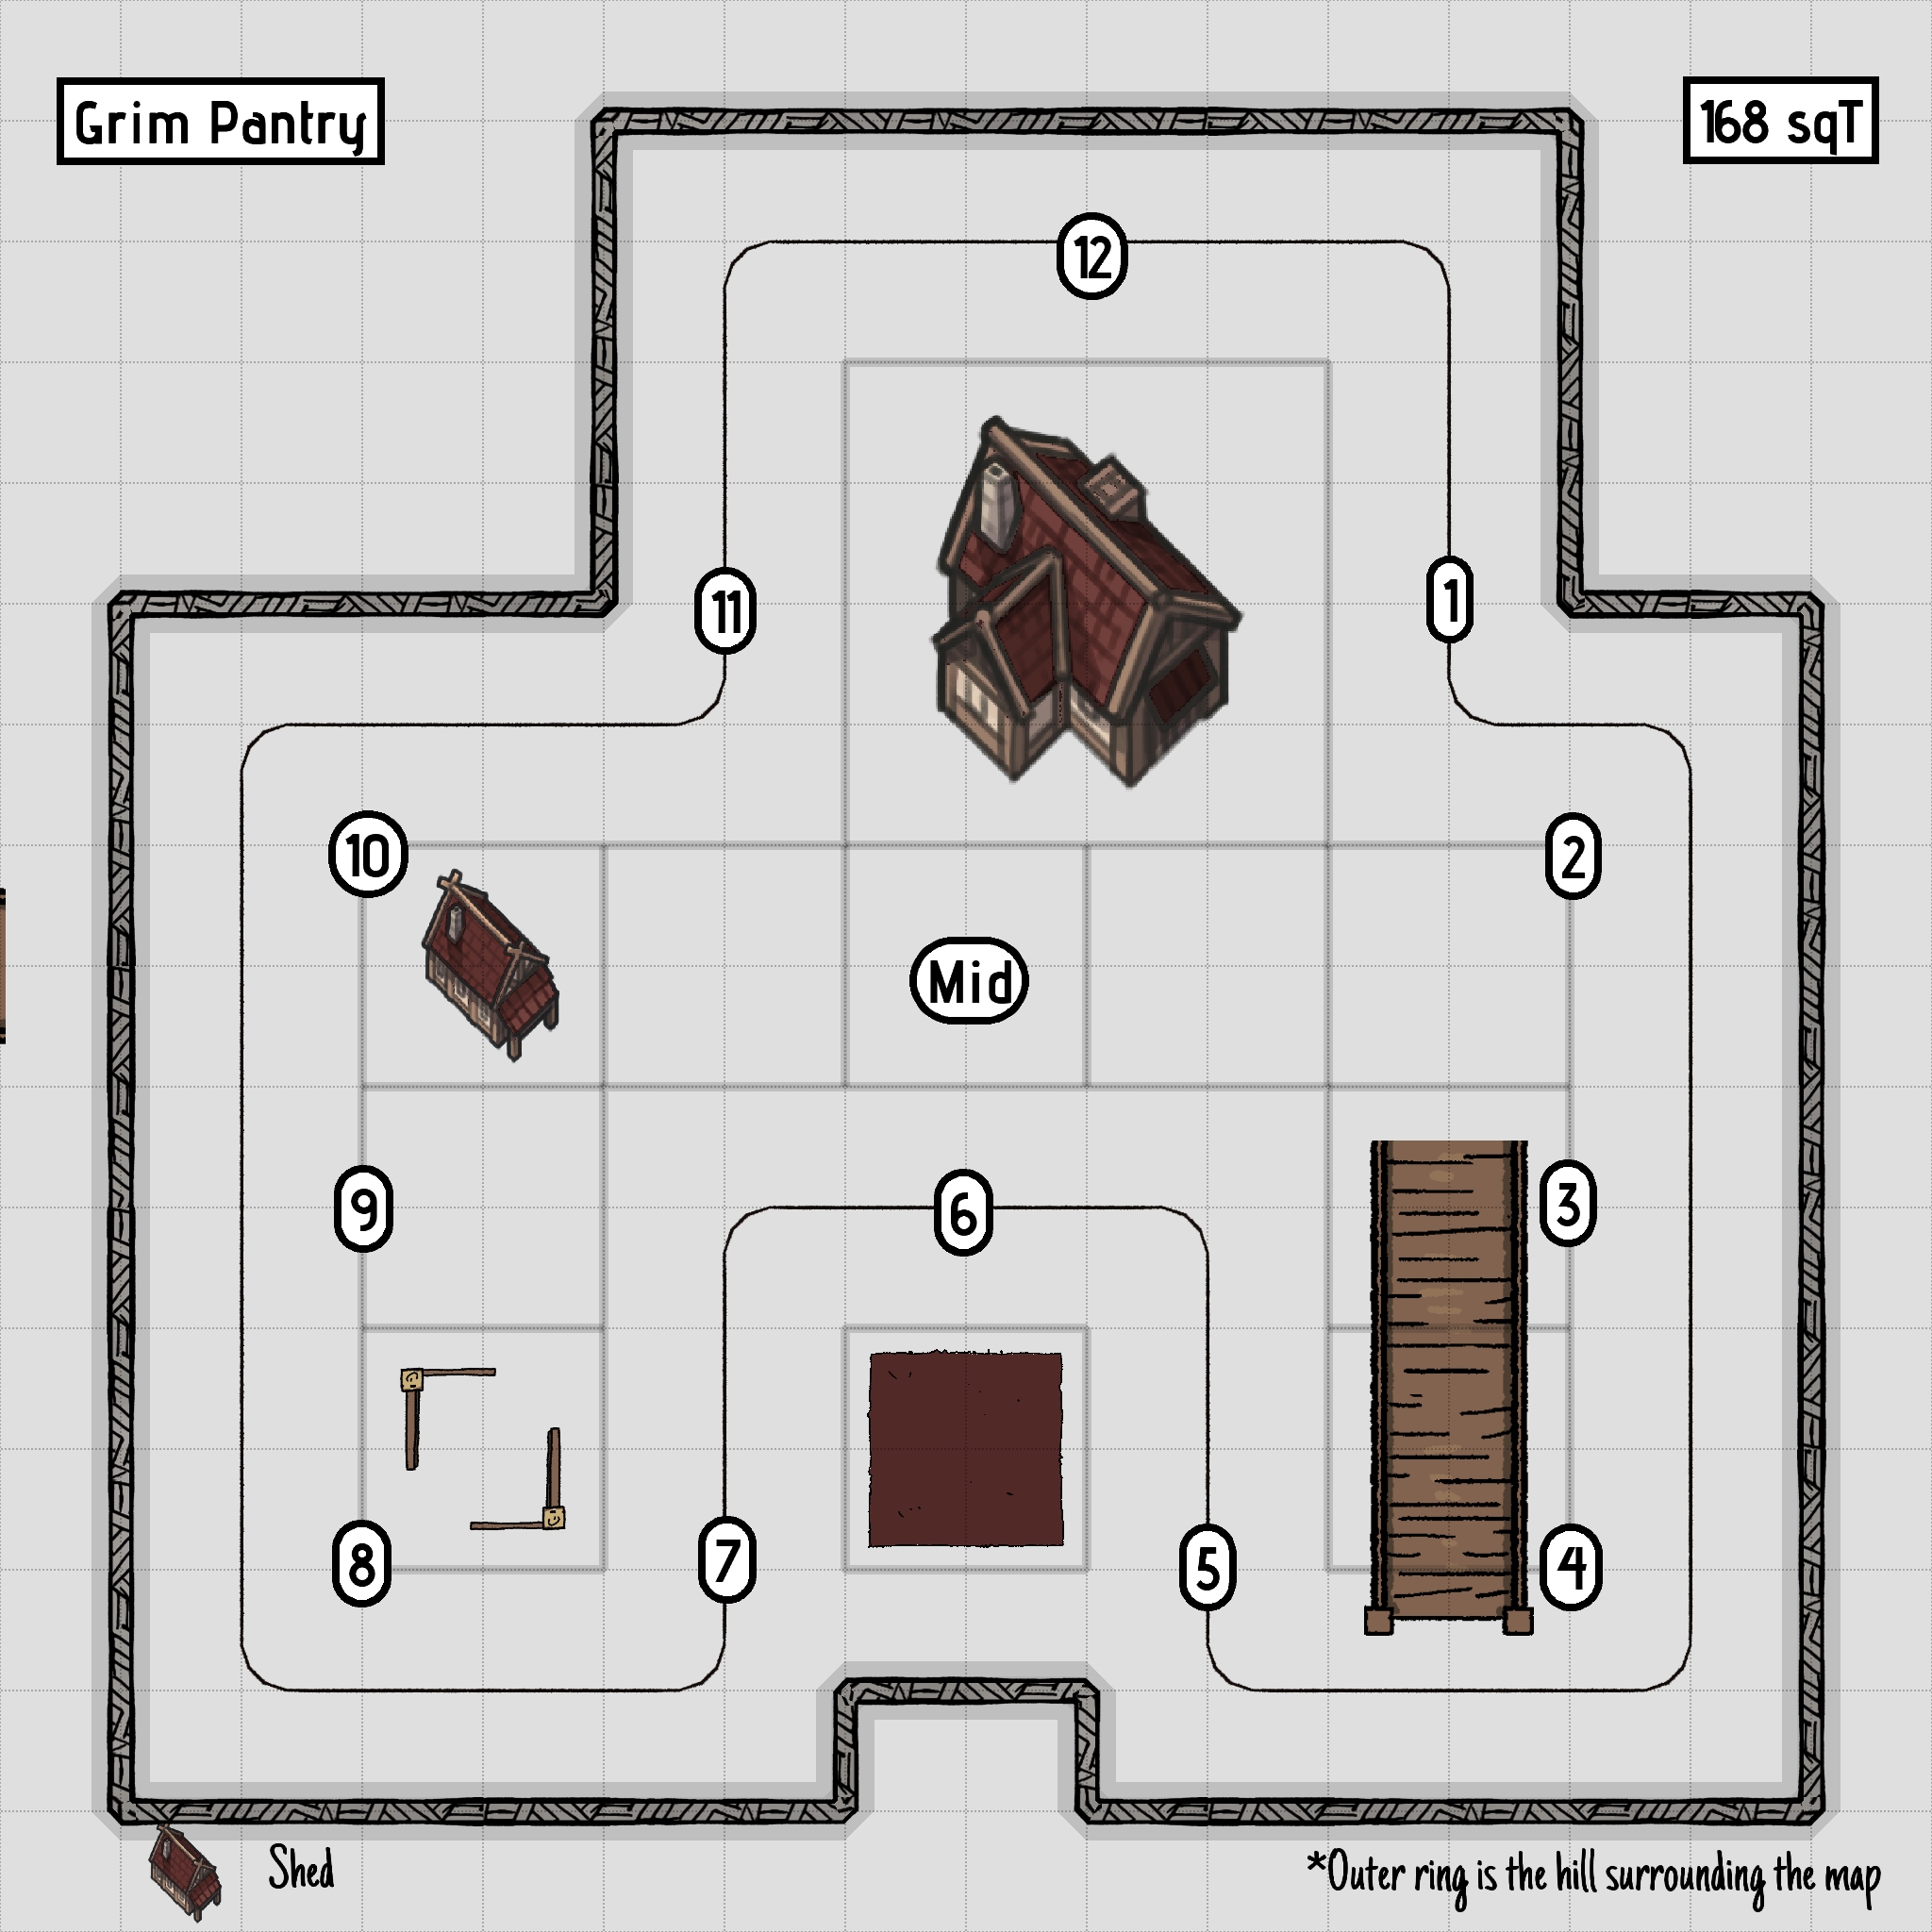 Grim Pantry
168 sqT
12
11
1
10
2
Mid
9
6
3
8
7
5
4
Shed
*Outer ring is the hill surrounding the map